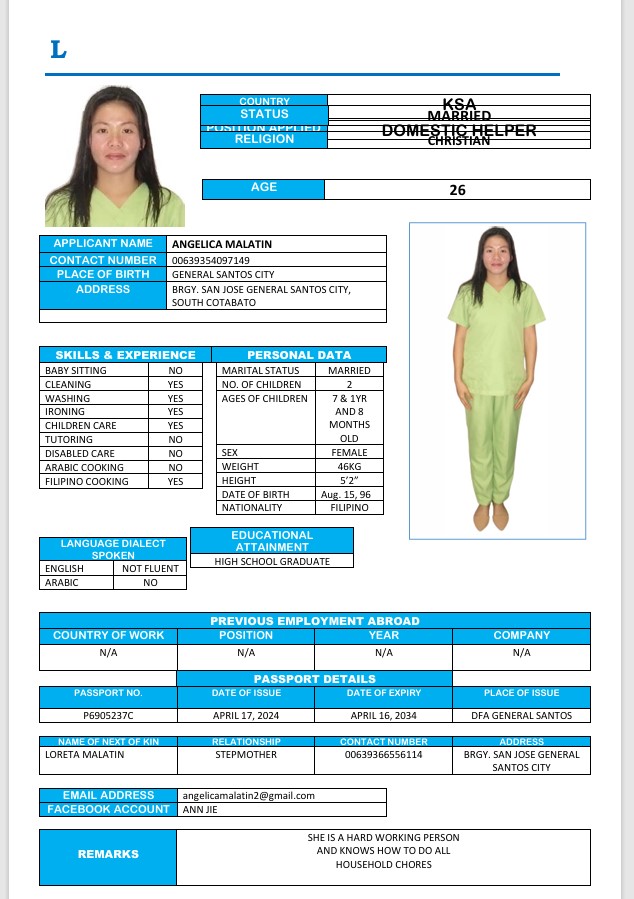 L
COUNTRY KSA
STATUS MARRIED
POSITION APPLIED DOMESTIC HELPER
RELIGION CHRISTIAN
AGE 26
APPLICANT NAME ANGELICA MALATIN
CONTACT NUMBER 00639354097149
PLACE OF BIRTH GENERAL SANTOS CITY
ADDRESS BRGY. SAN JOSE GENERAL SANTOS CITY,
SOUTH COTABATO
SKILLS & EXPERIENCE
BABY SITTING NO
CLEANING YES
WASHING YES
IRONING YES
CHILDREN CARE YES
TUTORING NO
DISABLED CARE NO
ARABIC COOKING NO
FILIPINO COOKING YES
PERSONAL DATA
MARITAL STATUS MARRIED
NO. OF CHILDREN 2
AGES OF CHILDREN 7 & 1YR
AND 8
MONTHS
OLD
SEX FEMALE
WEIGHT 46KG
HEIGHT 5’2”
DATE OF BIRTH Aug. 15, 96
NATIONALITY FILIPINO
LANGUAGE DIALECT
SPOKEN
ENGLISH NOT FLUENT
ARABIC NO
EDUCATIONAL
ATTAINMENT
HIGH SCHOOL GRADUATE
PREVIOUS EMPLOYMENT ABROAD
COUNTRY OF WORK POSITION YEAR COMPANY
N/A N/A N/A N/A
PASSPORT DETAILS
PASSPORT NO. DATE OF ISSUE DATE OF EXPIRY PLACE OF ISSUE
P6905237C APRIL 17, 2024 APRIL 16, 2034 DFA GENERAL SANTOS
NAME OF NEXT OF KIN RELATIONSHIP CONTACT NUMBER ADDRESS
LORETA MALATIN STEPMOTHER 00639366556114 BRGY. SAN JOSE GENERAL
SANTOS CITY
EMAIL ADDRESS angelicamalatin2@gmail.com
FACEBOOK ACCOUNT ANN JIE
REMARKS
SHE IS A HARD WORKING PERSON
AND KNOWS HOW TO DO ALL
HOUSEHOLD CHORES